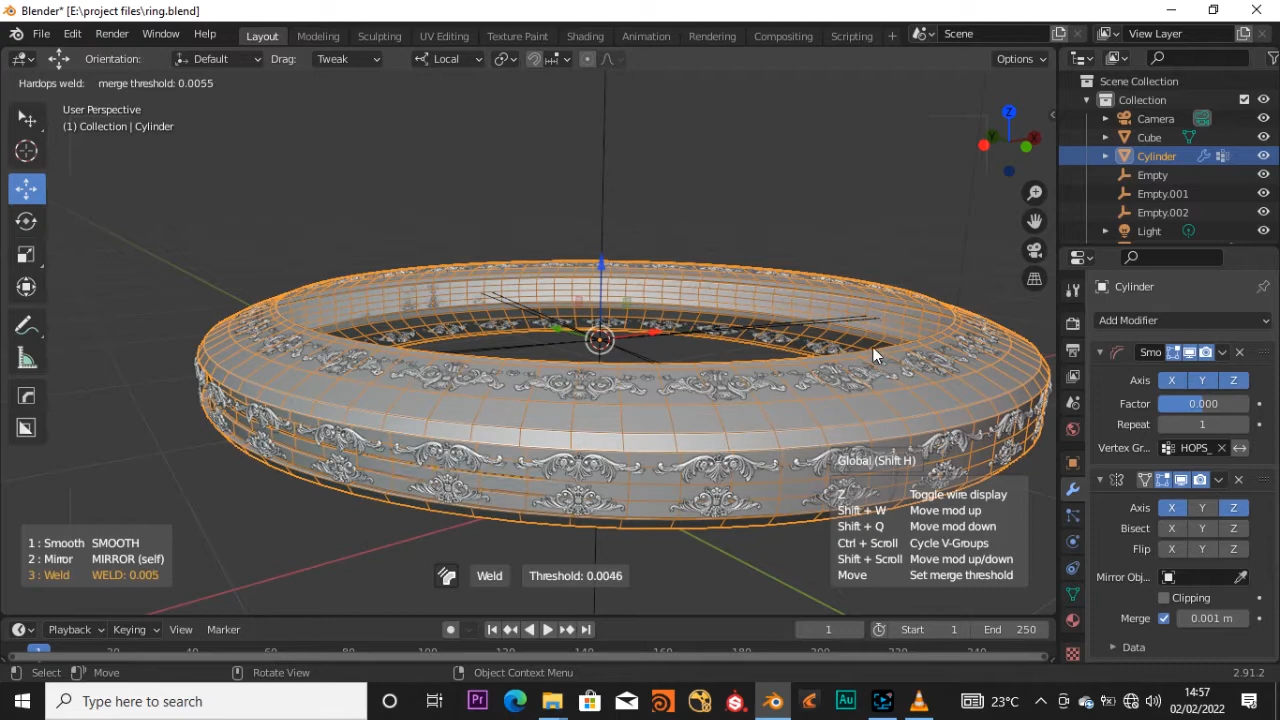 Blender* [E:\project files\ring.blend]
File Edit Render Window Help Layout Modeling Sculpting UV Editing Texture Paint Shading Animation Rendering Compositing Scripting + Scene View Layer
Orientation: Default Drag: Tweak Local Options
Hardops weld: merge threshold: 0.0055
User Perspective
(1) Collection | Cylinder
Z
Scene Collection
Collection
Camera
Cube
Cylinder
Empty
Empty.001
Empty.002
Light
Cylinder
Add Modifier
Smo
Axis X Y Z
Factor 0.000
Repeat 1
Vertex Gr... HOPS_
Axis X Y Z
Bisect X Y Z
Flip X Y Z
Mirror Obj...
Clipping
Merge 0.001 m
Data
Global (Shift H)
Z Toggle wire display
Shift + W Move mod up
Shift + Q Move mod down
Ctrl + Scroll Cycle V-Groups
Shift + Scroll Move mod up/down
Move Set merge threshold
1 : Smooth SMOOTH
2 : Mirror MIRROR (self)
3 : Weld WELD: 0.005
Weld Threshold: 0.0046
Playback Keying View Marker 1 Start 1 End 250
Select Move Rotate View Object Context Menu 2.91.2
Type here to search 23°C 14:57
02/02/2022